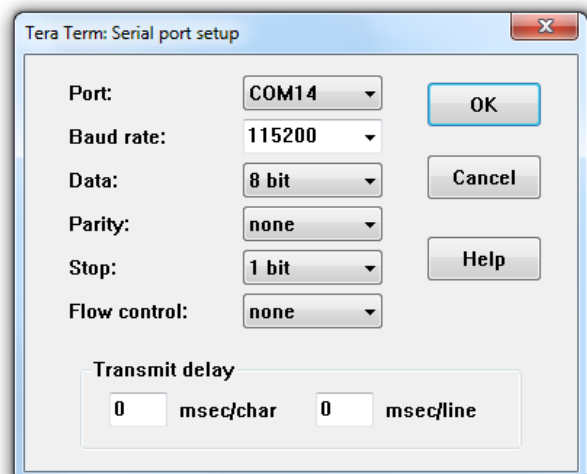 Tera Term: Serial port setup
Port: COM14 OK
Baud rate: 115200
Data: 8 bit Cancel
Parity: none
Stop: 1 bit Help
Flow control: none
Transmit delay
0 msec/char 0 msec/line